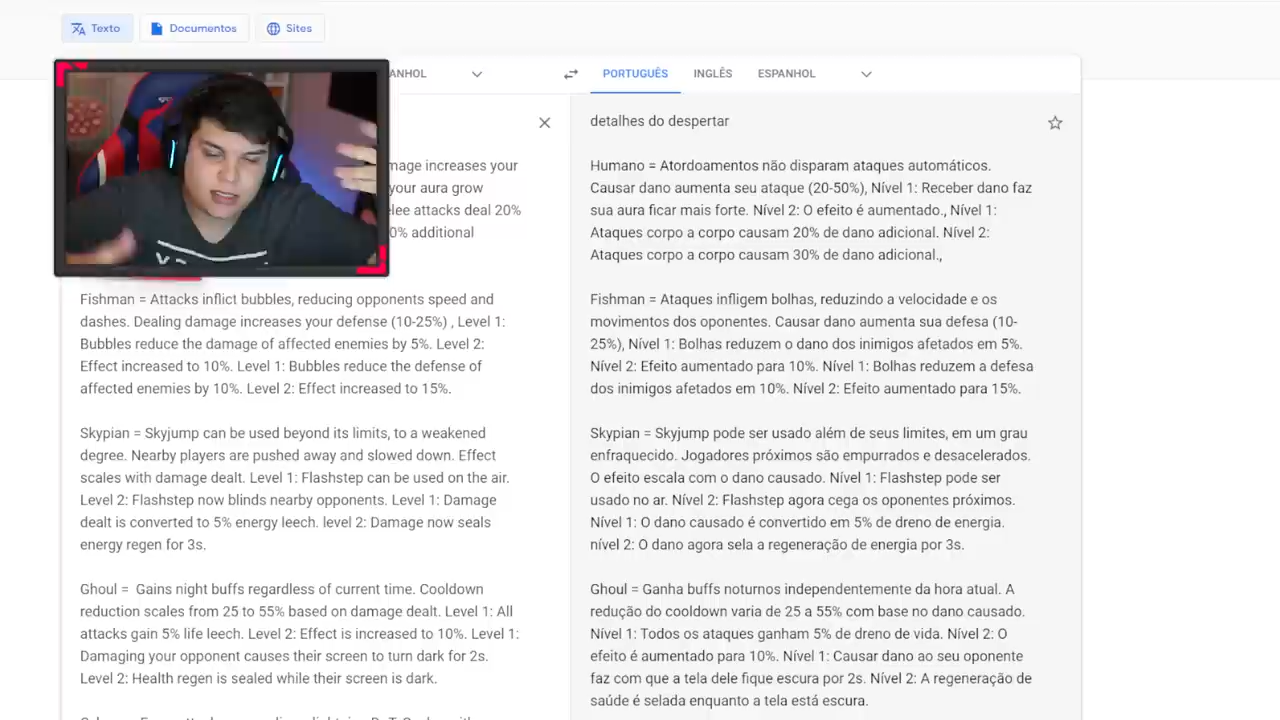 Texto
Documentos
Sites
ANHOL
PORTUGUÊS
INGLÊS
ESPANHOL
mage increases your
your aura grow
elee attacks deal 20%
0% additional
Fishman = Attacks inflict bubbles, reducing opponents speed and
dashes. Dealing damage increases your defense (10-25%) , Level 1:
Bubbles reduce the damage of affected enemies by 5%. Level 2:
Effect increased to 10%. Level 1: Bubbles reduce the defense of
affected enemies by 10%. Level 2: Effect increased to 15%.
Skypian = Skyjump can be used beyond its limits, to a weakened
degree. Nearby players are pushed away and slowed down. Effect
scales with damage dealt. Level 1: Flashstep can be used on the air.
Level 2: Flashstep now blinds nearby opponents. Level 1: Damage
dealt is converted to 5% energy leech. level 2: Damage now seals
energy regen for 3s.
Ghoul =  Gains night buffs regardless of current time. Cooldown
reduction scales from 25 to 55% based on damage dealt. Level 1: All
attacks gain 5% life leech. Level 2: Effect is increased to 10%. Level 1:
Damaging your opponent causes their screen to turn dark for 2s.
Level 2: Health regen is sealed while their screen is dark.
detalhes do despertar
Humano = Atordoamentos não disparam ataques automáticos.
Causar dano aumenta seu ataque (20-50%), Nível 1: Receber dano faz
sua aura ficar mais forte. Nível 2: O efeito é aumentado., Nível 1:
Ataques corpo a corpo causam 20% de dano adicional. Nível 2:
Ataques corpo a corpo causam 30% de dano adicional.,
Fishman = Ataques infligem bolhas, reduzindo a velocidade e os
movimentos dos oponentes. Causar dano aumenta sua defesa (10-
25%), Nível 1: Bolhas reduzem o dano dos inimigos afetados em 5%.
Nível 2: Efeito aumentado para 10%. Nível 1: Bolhas reduzem a defesa
dos inimigos afetados em 10%. Nível 2: Efeito aumentado para 15%.
Skypian = Skyjump pode ser usado além de seus limites, em um grau
enfraquecido. Jogadores próximos são empurrados e desacelerados.
O efeito escala com o dano causado. Nível 1: Flashstep pode ser
usado no ar. Nível 2: Flashstep agora cega os oponentes próximos.
Nível 1: O dano causado é convertido em 5% de dreno de energia.
nível 2: O dano agora sela a regeneração de energia por 3s.
Ghoul = Ganha buffs noturnos independentemente da hora atual. A
redução do cooldown varia de 25 a 55% com base no dano causado.
Nível 1: Todos os ataques ganham 5% de dreno de vida. Nível 2: O
efeito é aumentado para 10%. Nível 1: Causar dano ao seu oponente
faz com que a tela dele fique escura por 2s. Nível 2: A regeneração de
saúde é selada enquanto a tela está escura.